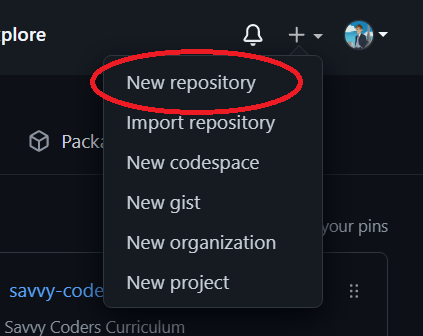 xplore
New repository
Import repository
Packa
New codespace
New gist
your pins
New organization
savvy-code
New project
Savvy Coders Curriculum